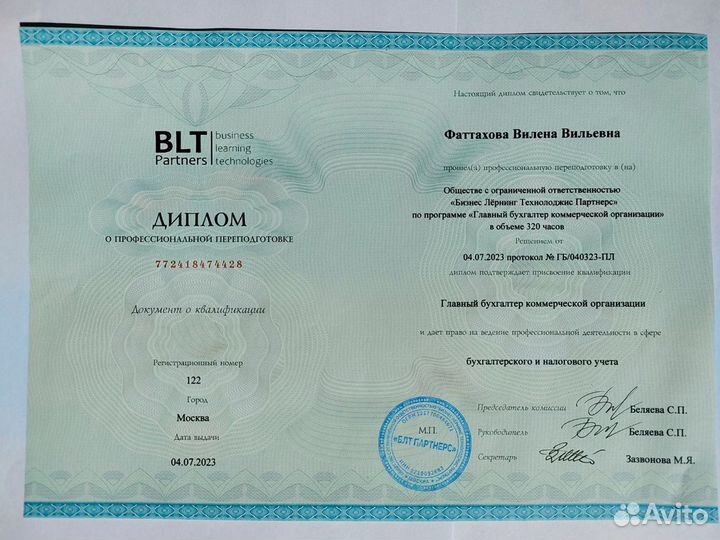 BLT Partners
business
learning
technologies
ДИПЛОМ
О ПРОФЕССИОНАЛЬНОЙ ПЕРЕПОДГОТОВКЕ
772418474428
Документ о квалификации
Регистрационный номер
122
Город
Москва
Дата выдачи
04.07.2023
Настоящий диплом свидетельствует о том, что
Фаттахова Вилена Вильевна
прошел(а) профессиональную переподготовку в (на)
Обществе с ограниченной ответственностью
«Бизнес Лёрнинг Технолоджис Партнерс»
по программе «Главный бухгалтер коммерческой организации»
в объеме 320 часов
Решением от
04.07.2023 протокол № ГБ/040323-ПЛ
диплом подтверждает присвоение квалификации
Главный бухгалтер коммерческой организации
и дает право на ведение профессиональной деятельности в сфере
бухгалтерского и налогового учета
Председатель комиссии Беляева С.П.
М.П.
Руководитель Беляева С.П.
Секретарь Зазвонова М.Я.
«БЛТ ПАРТНЕРС»
Avito